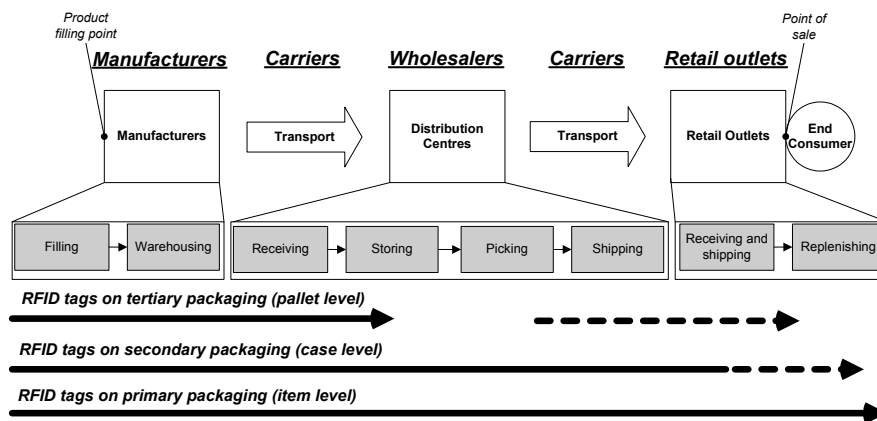 Product
filling point
Point of
sale
Manufacturers Carriers Wholesalers Carriers Retail outlets
Manufacturers
Transport
Distribution
Centres
Transport
Retail Outlets
End
Consumer
Filling
Warehousing
Receiving
Storing
Picking
Shipping
Receiving and
shipping
Replenishing
RFID tags on tertiary packaging (pallet level)
RFID tags on secondary packaging (case level)
RFID tags on primary packaging (item level)